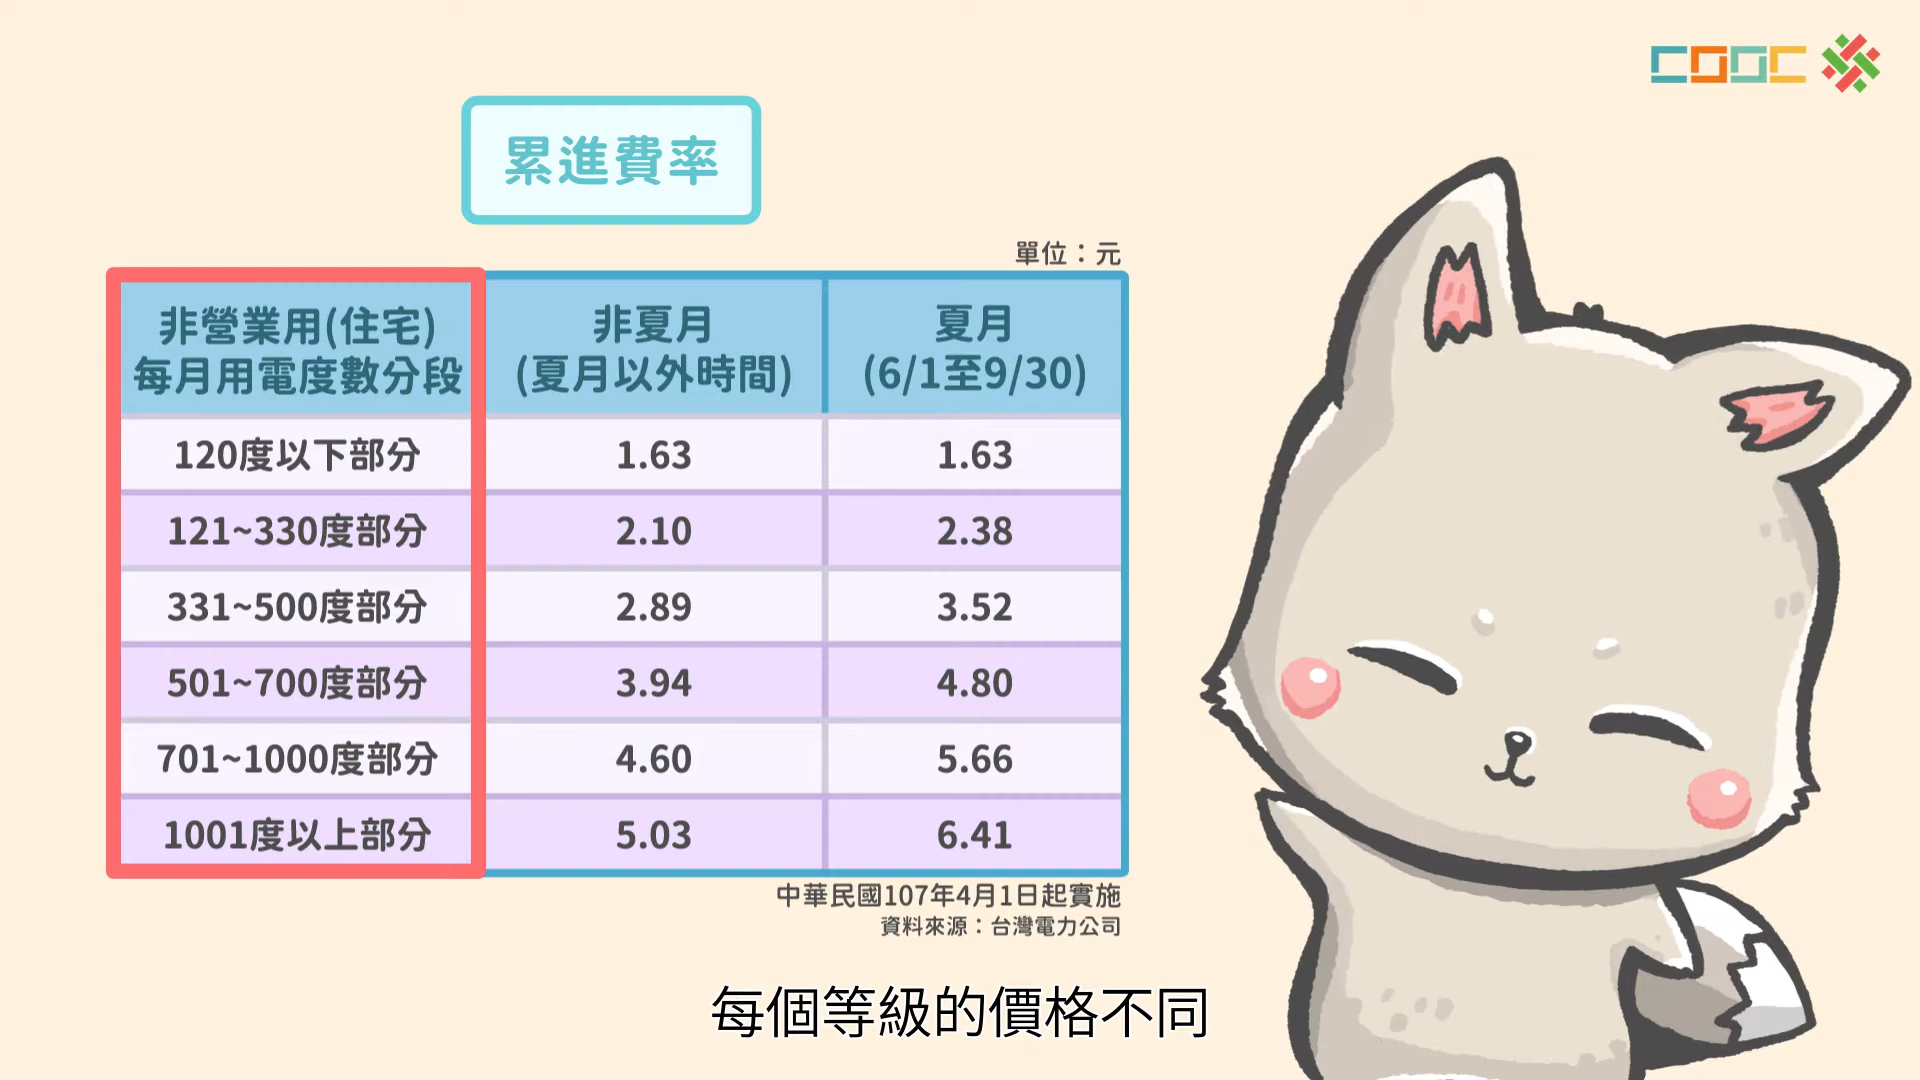 COOC
累進費率
單位：元
非營業用(住宅)
每月用電度數分段
非夏月
(夏月以外時間)
夏月
(6/1至9/30)
120度以下部分 1.63 1.63
121~330度部分 2.10 2.38
331~500度部分 2.89 3.52
501~700度部分 3.94 4.80
701~1000度部分 4.60 5.66
1001度以上部分 5.03 6.41
中華民國107年4月1日起實施
資料來源：台灣電力公司
每個等級的價格不同